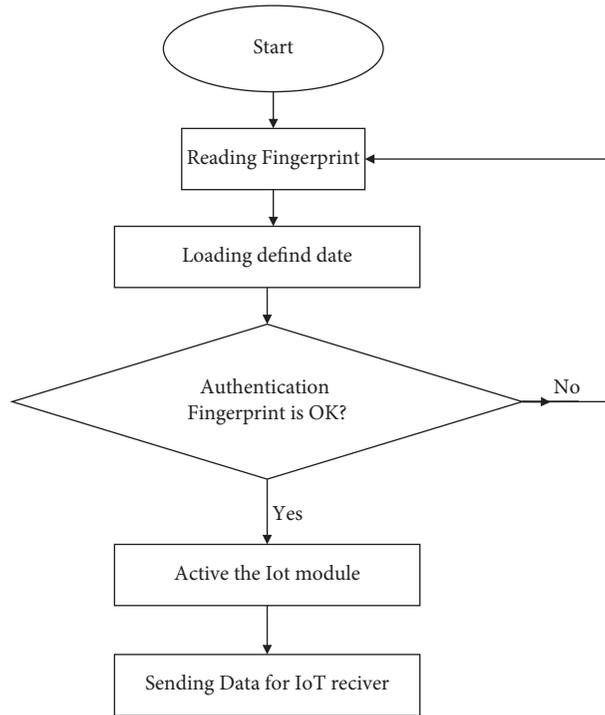 Start
Reading Fingerprint
Loading defind date
Authentication
Fingerprint is OK?
No
Yes
Active the Iot module
Sending Data for IoT reciver